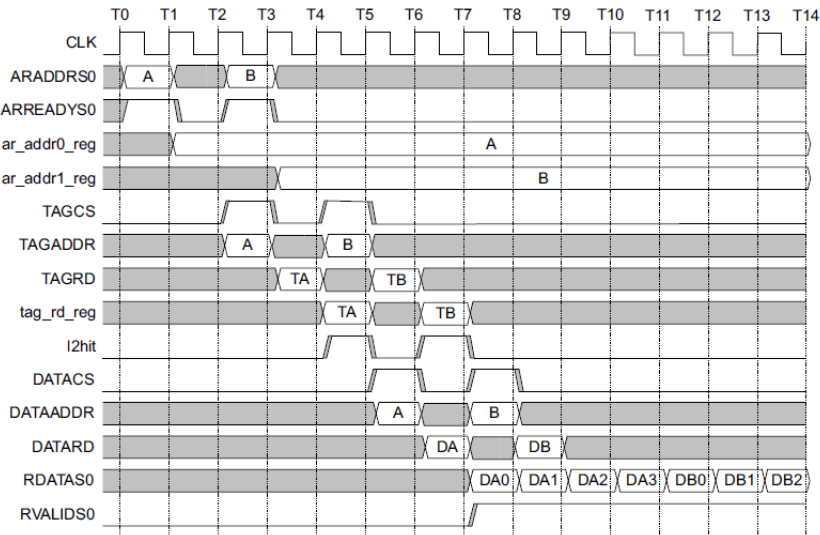 T0 T1 T2 T3 T4 T5 T6 T7 T8 T9 T10 T11 T12 T13 T14
CLK
ARADDRS0 A B
ARREADYS0
ar_addr0_reg A
ar_addr1_reg B
TAGCS
TAGADDR A B
TAGRD TA TB
tag_rd_reg TA TB
l2hit
DATACS
DATAADDR A B
DATARD DA DB
RDATAS0 DA0 DA1 DA2 DA3 DB0 DB1 DB2
RVALIDS0